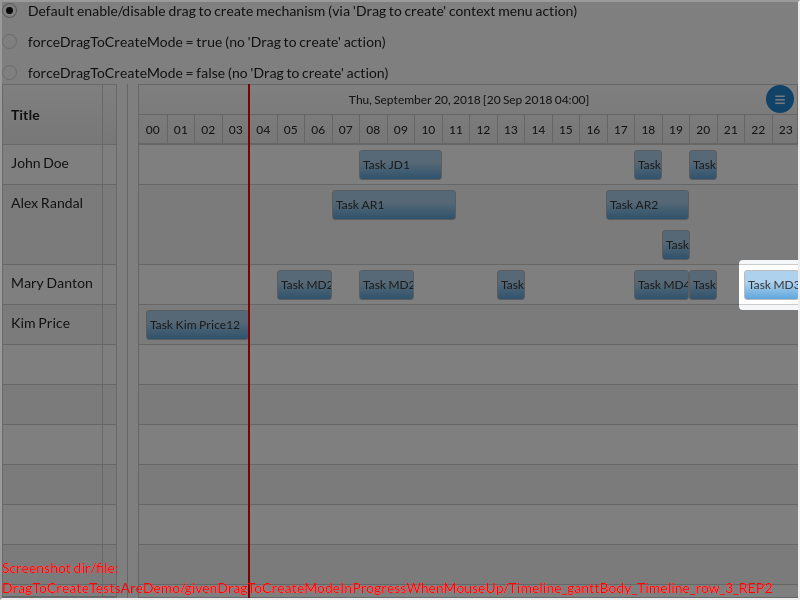 Default enable/disable drag to create mechanism (via 'Drag to create' context menu action)
forceDragToCreateMode = true (no 'Drag to create' action)
forceDragToCreateMode = false (no 'Drag to create' action)
Title
Thu, September 20, 2018 [20 Sep 2018 04:00]
00 01 02 03 04 05 06 07 08 09 10 11 12 13 14 15 16 17 18 19 20 21 22 23
John Doe Task JD1 Task Task
Alex Randal Task AR1 Task AR2
Task
Mary Danton Task MD2 Task MD2 Task Task MD4 Task Task MD3
Kim Price Task Kim Price12
Screenshot dir/file:
DragToCreateTestsAreDemo/givenDragToCreateModeInProgressWhenMouseUp/Timeline_ganttBody_Timeline_row_3_REP2